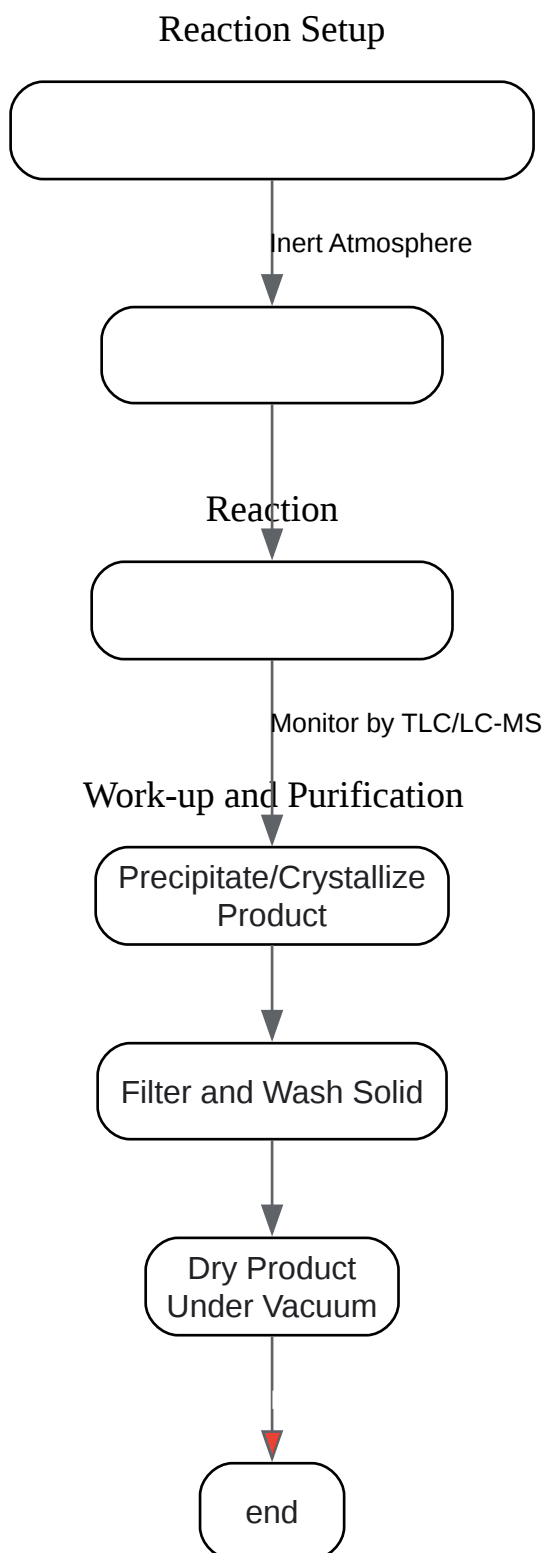 Reaction Setup
Inert Atmosphere
Reaction
Monitor by TLC/LC-MS
Work-up and Purification
Precipitate/Crystallize
Product
Filter and Wash Solid
Dry Product
Under Vacuum
end